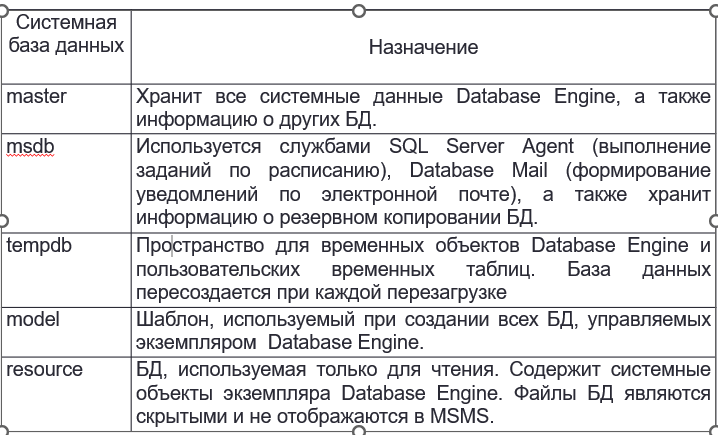 Системная
база данных
Назначение
master
Хранит все системные данные Database Engine, а также
информацию о других БД.
msdb
Используется службами SQL Server Agent (выполнение
заданий по расписанию), Database Mail (формирование
уведомлений по электронной почте), а также хранит
информацию о резервном копировании БД.
tempdb
Пространство для временных объектов Database Engine и
пользовательских временных таблиц. База данных
пересоздается при каждой перезагрузке
model
Шаблон, используемый при создании всех БД, управляемых
экземпляром Database Engine.
resource
БД, используемая только для чтения. Содержит системные
объекты экземпляра Database Engine. Файлы БД являются
скрытыми и не отображаются в MSMS.